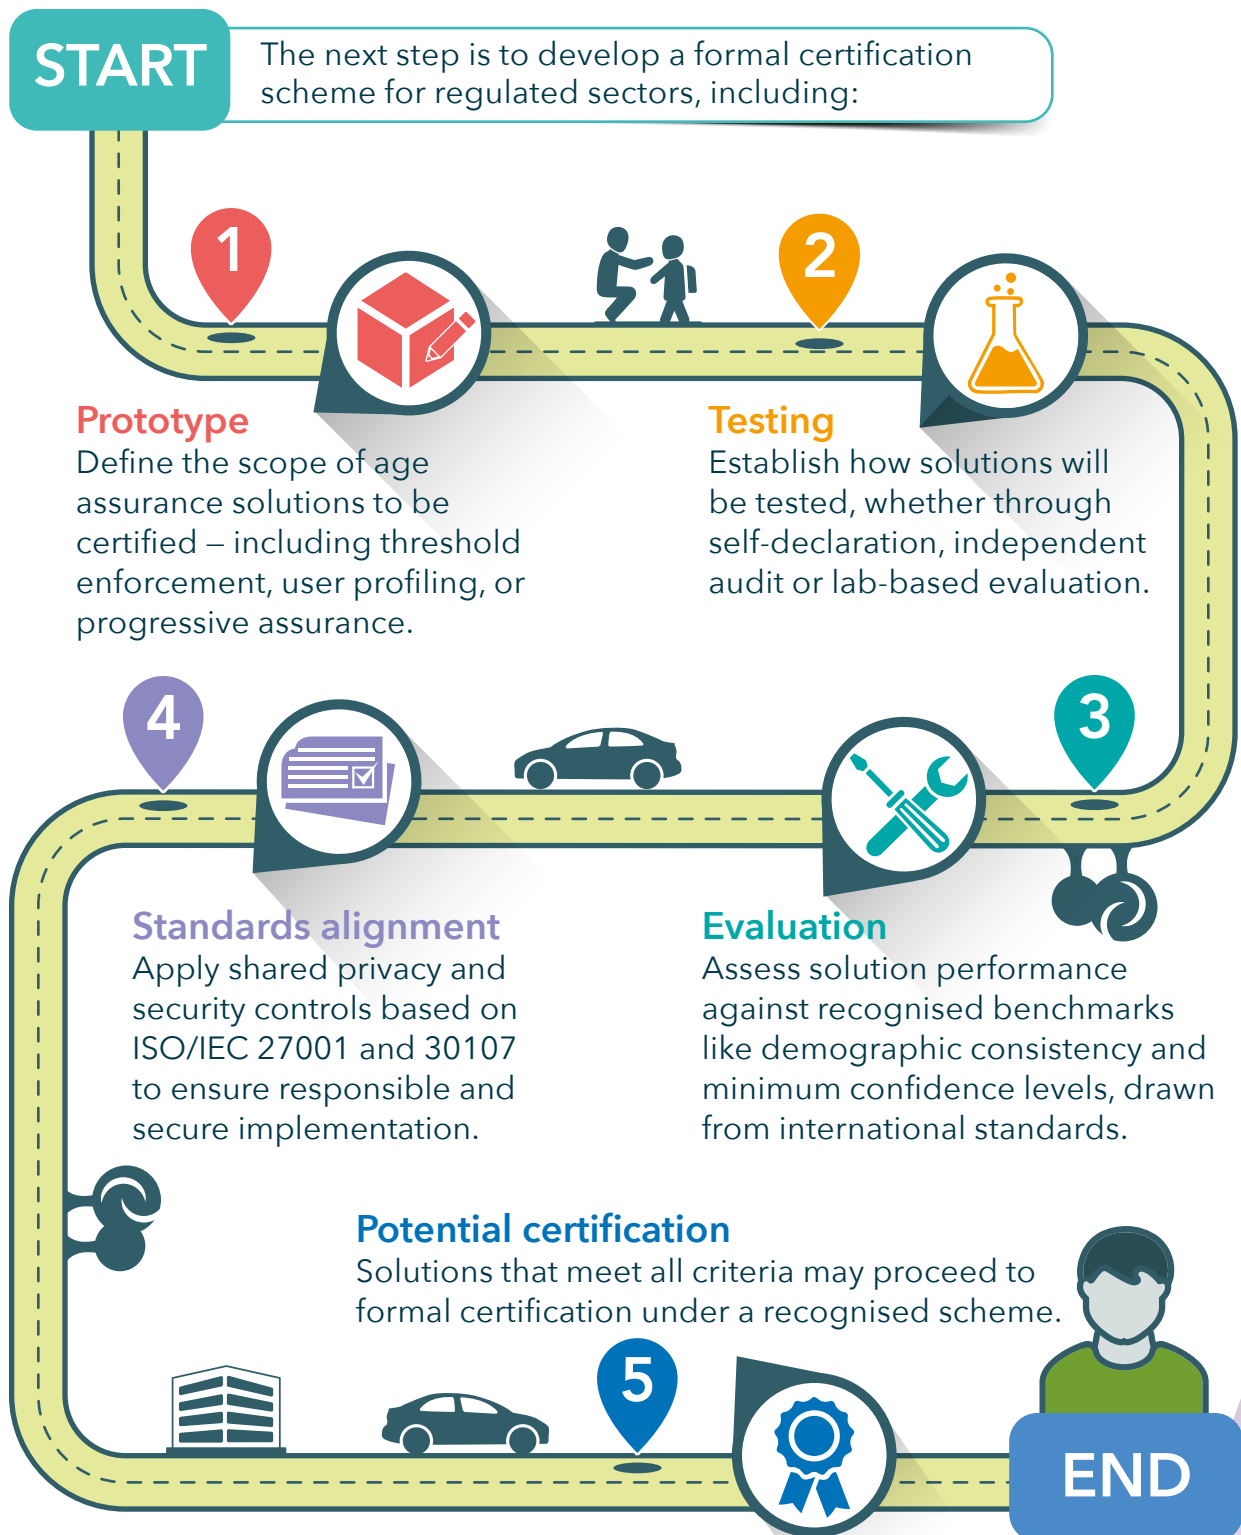 START
The next step is to develop a formal certification
scheme for regulated sectors, including:
1
2
Prototype
Define the scope of age
assurance solutions to be
certified – including threshold
enforcement, user profiling, or
progressive assurance.
Testing
Establish how solutions will
be tested, whether through
self-declaration, independent
audit or lab-based evaluation.
3
Evaluation
Assess solution performance
against recognised benchmarks
like demographic consistency and
minimum confidence levels, drawn
from international standards.
4
Standards alignment
Apply shared privacy and
security controls based on
ISO/IEC 27001 and 30107
to ensure responsible and
secure implementation.
Potential certification
Solutions that meet all criteria may proceed to
formal certification under a recognised scheme.
5
END